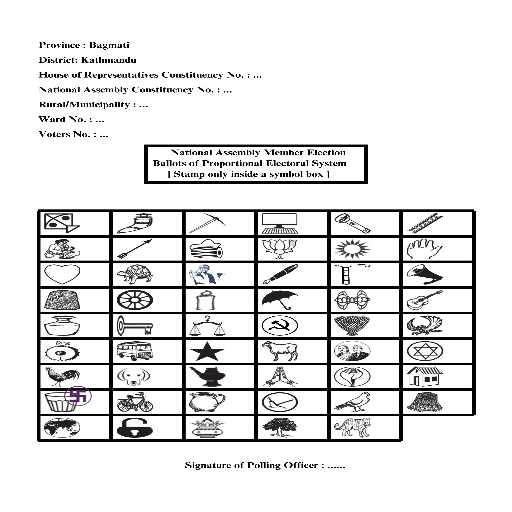 Province : Bagmati
District: Kathmandu
House of Representatives Constituency No. : ...
National Assembly Constituency No. : ...
Rural/Municipality : ...
Ward No. : ...
Voters No. : ...
National Assembly Member Election
Ballots of Proportional Electoral System
[ Stamp only inside a symbol box ]
Signature of Polling Officer : ......